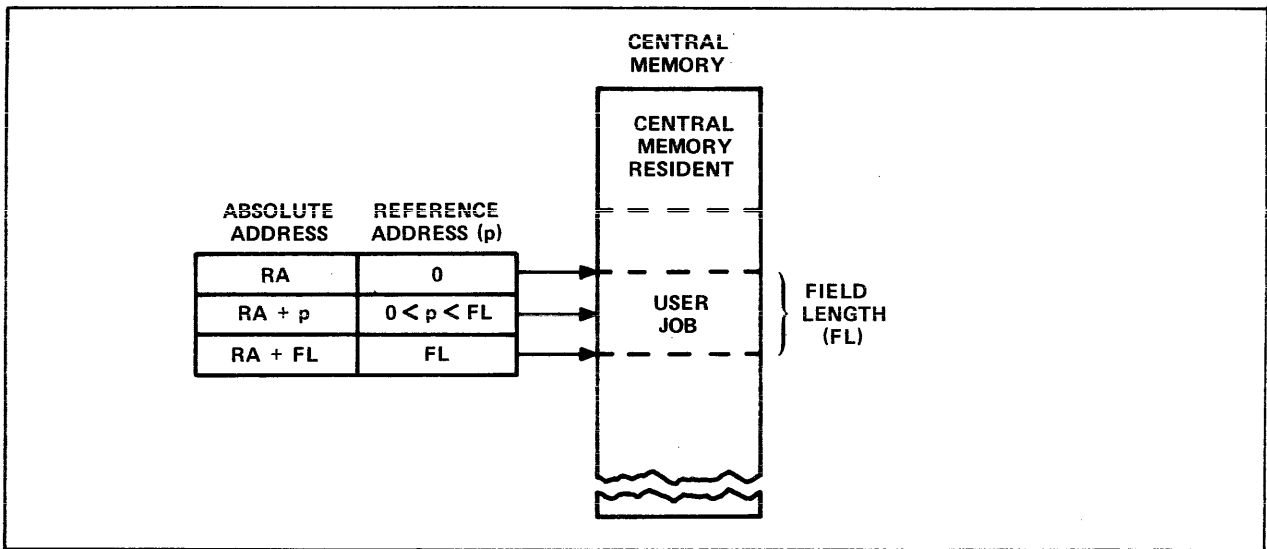 CENTRAL
MEMORY
CENTRAL
MEMORY
RESIDENT
ABSOLUTE
ADDRESS
REFERENCE
ADDRESS (p)
RA
0
RA + p
0 < p < FL
RA + FL
FL
USER
JOB
FIELD
LENGTH
(FL)